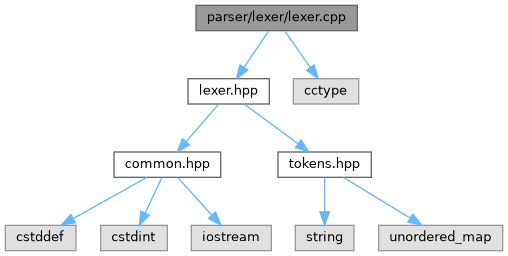 parser/lexer/lexer.cpp
lexer.hpp
cctype
common.hpp
tokens.hpp
cstddef
cstdint
iostream
string
unordered_map